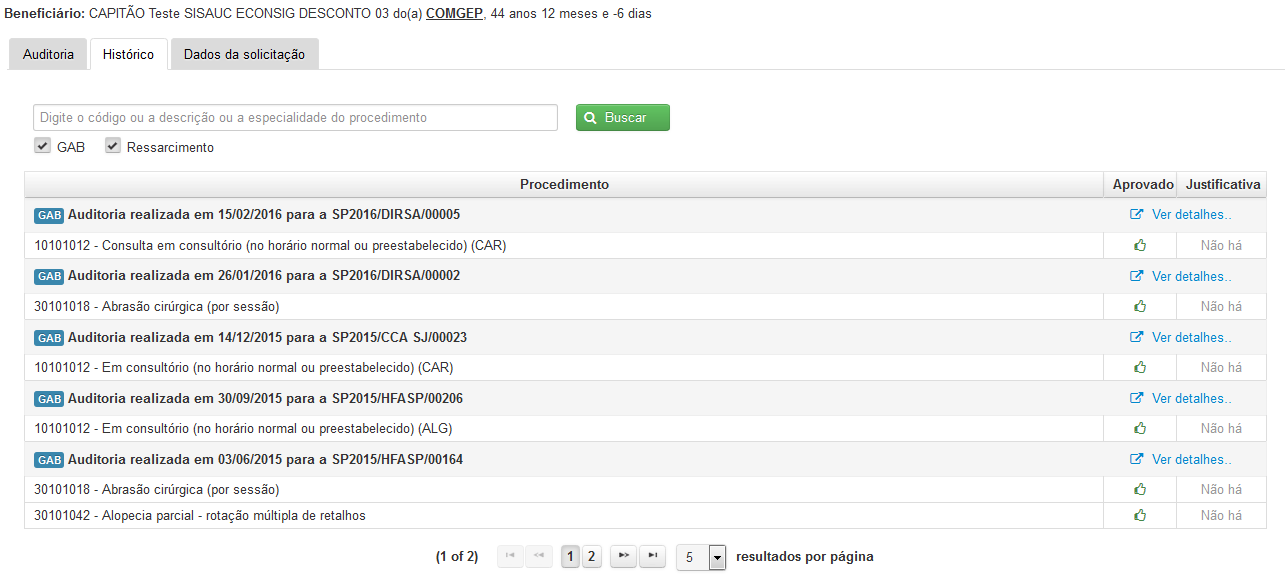 Beneficiário: CAPITÃO Teste SISAUC ECONSIG DESCONTO 03 do(a) COMGEP, 44 anos 12 meses e -6 dias
Auditoria Histórico Dados da solicitação
Digite o código ou a descrição ou a especialidade do procedimento Buscar
GAB Ressarcimento
Procedimento Aprovado Justificativa
GAB Auditoria realizada em 15/02/2016 para a SP2016/DIRSA/00005 Ver detalhes..
10101012 - Consulta em consultório (no horário normal ou preestabelecido) (CAR) Não há
GAB Auditoria realizada em 26/01/2016 para a SP2016/DIRSA/00002 Ver detalhes..
30101018 - Abrasão cirúrgica (por sessão) Não há
GAB Auditoria realizada em 14/12/2015 para a SP2015/CCA SJ/00023 Ver detalhes..
10101012 - Em consultório (no horário normal ou preestabelecido) (CAR) Não há
GAB Auditoria realizada em 30/09/2015 para a SP2015/HFASP/00206 Ver detalhes..
10101012 - Em consultório (no horário normal ou preestabelecido) (ALG) Não há
GAB Auditoria realizada em 03/06/2015 para a SP2015/HFASP/00164 Ver detalhes..
30101018 - Abrasão cirúrgica (por sessão) Não há
30101042 - Alopecia parcial - rotação múltipla de retalhos Não há
(1 of 2) 1 2 5 resultados por página